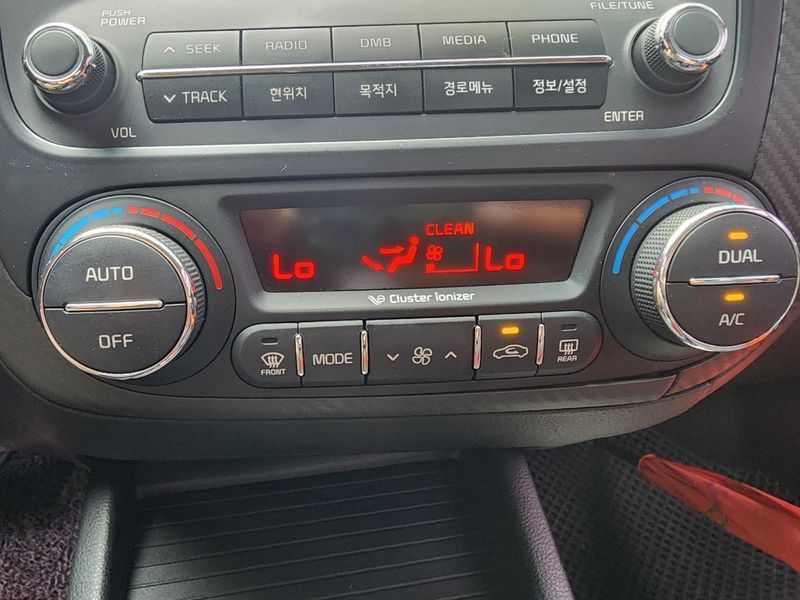 PUSH
POWER
FILE/TUNE
SEEK RADIO DMB MEDIA PHONE
TRACK 현위치 목적지 경로메뉴 정보/설정
VOL
ENTER
CLEAN
Lo Lo
Cluster ionizer
AUTO
OFF
DUAL
A/C
FRONT MODE REAR